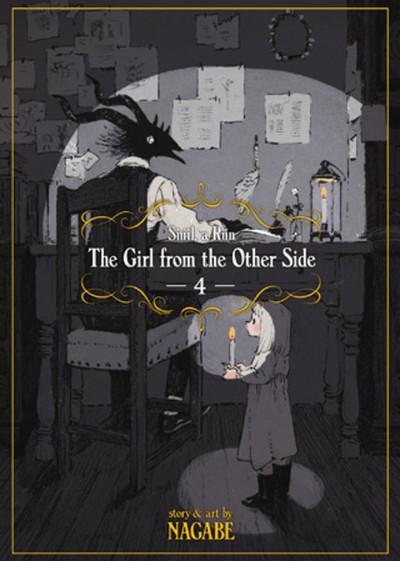 Siúil, a Rún
The Girl from the Other Side
4
story & art by
NAGABE